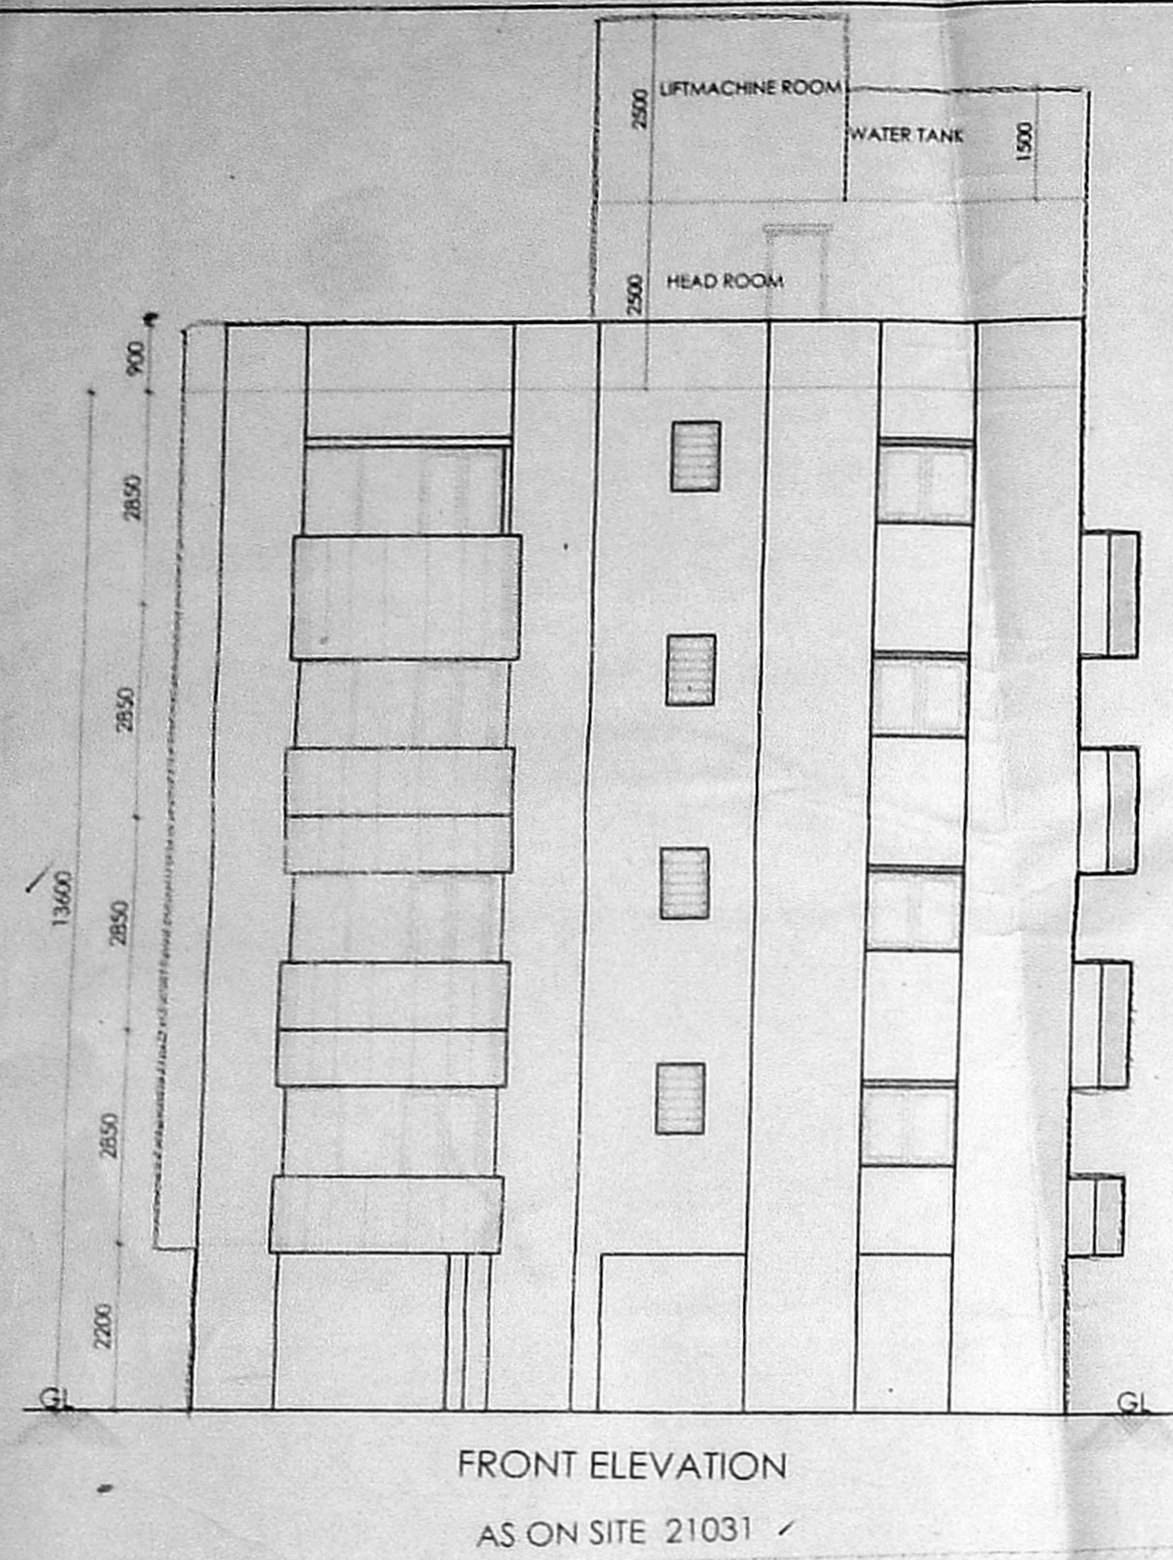 2500
LIFTMACHINE ROOM
WATER TANK
1500
2500
HEAD ROOM
900
2850
2850
13600
2850
2850
2200
GL
GL
FRONT ELEVATION
AS ON SITE 21031